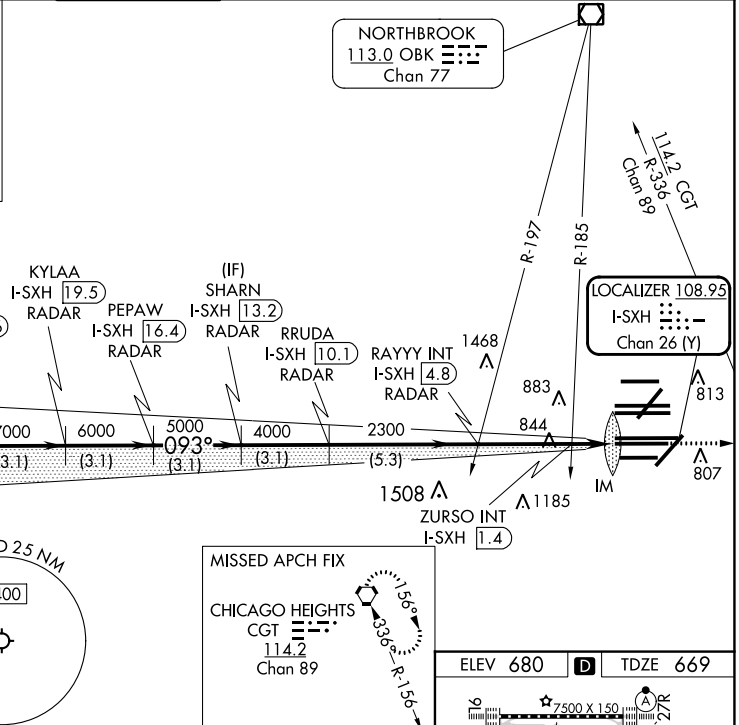 NORTHBROOK
113.0 OBK
Chan 77
114.2 CGT
R-336
Chan 89
R-197
R-185
KYLAA
I-SXH 19.5
RADAR
PEPAW
I-SXH 16.4
RADAR
(IF)
SHARN
I-SXH 13.2
RADAR
RRUDA
I-SXH 10.1
RADAR
RAYYY INT
I-SXH 4.8
RADAR
LOCALIZER 108.95
I-SXH
Chan 26 (Y)
1468
883
844
813
6000
5000
4000
2300
093°
(3.1)
(3.1)
(3.1)
(5.3)
1508
1185
807
IM
ZURSO INT
I-SXH 1.4
25 NM
MISSED APCH FIX
CHICAGO HEIGHTS
CGT
114.2
Chan 89
156°
336°
R-156
ELEV 680 D TDZE 669
16
7500 X 150
A
27R